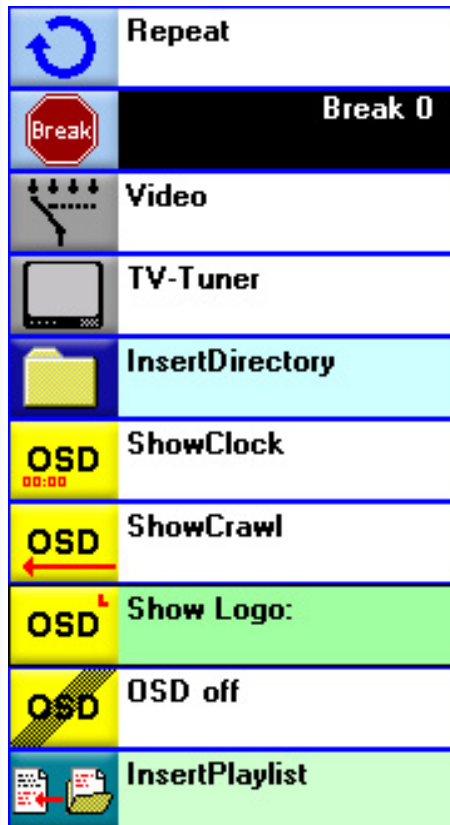 Repeat
Break Break 0
Video
TV-Tuner
InsertDirectory
OSD 00:00 ShowClock
OSD ShowCrawl
OSD L Show Logo:
OSD OSD off
InsertPlaylist